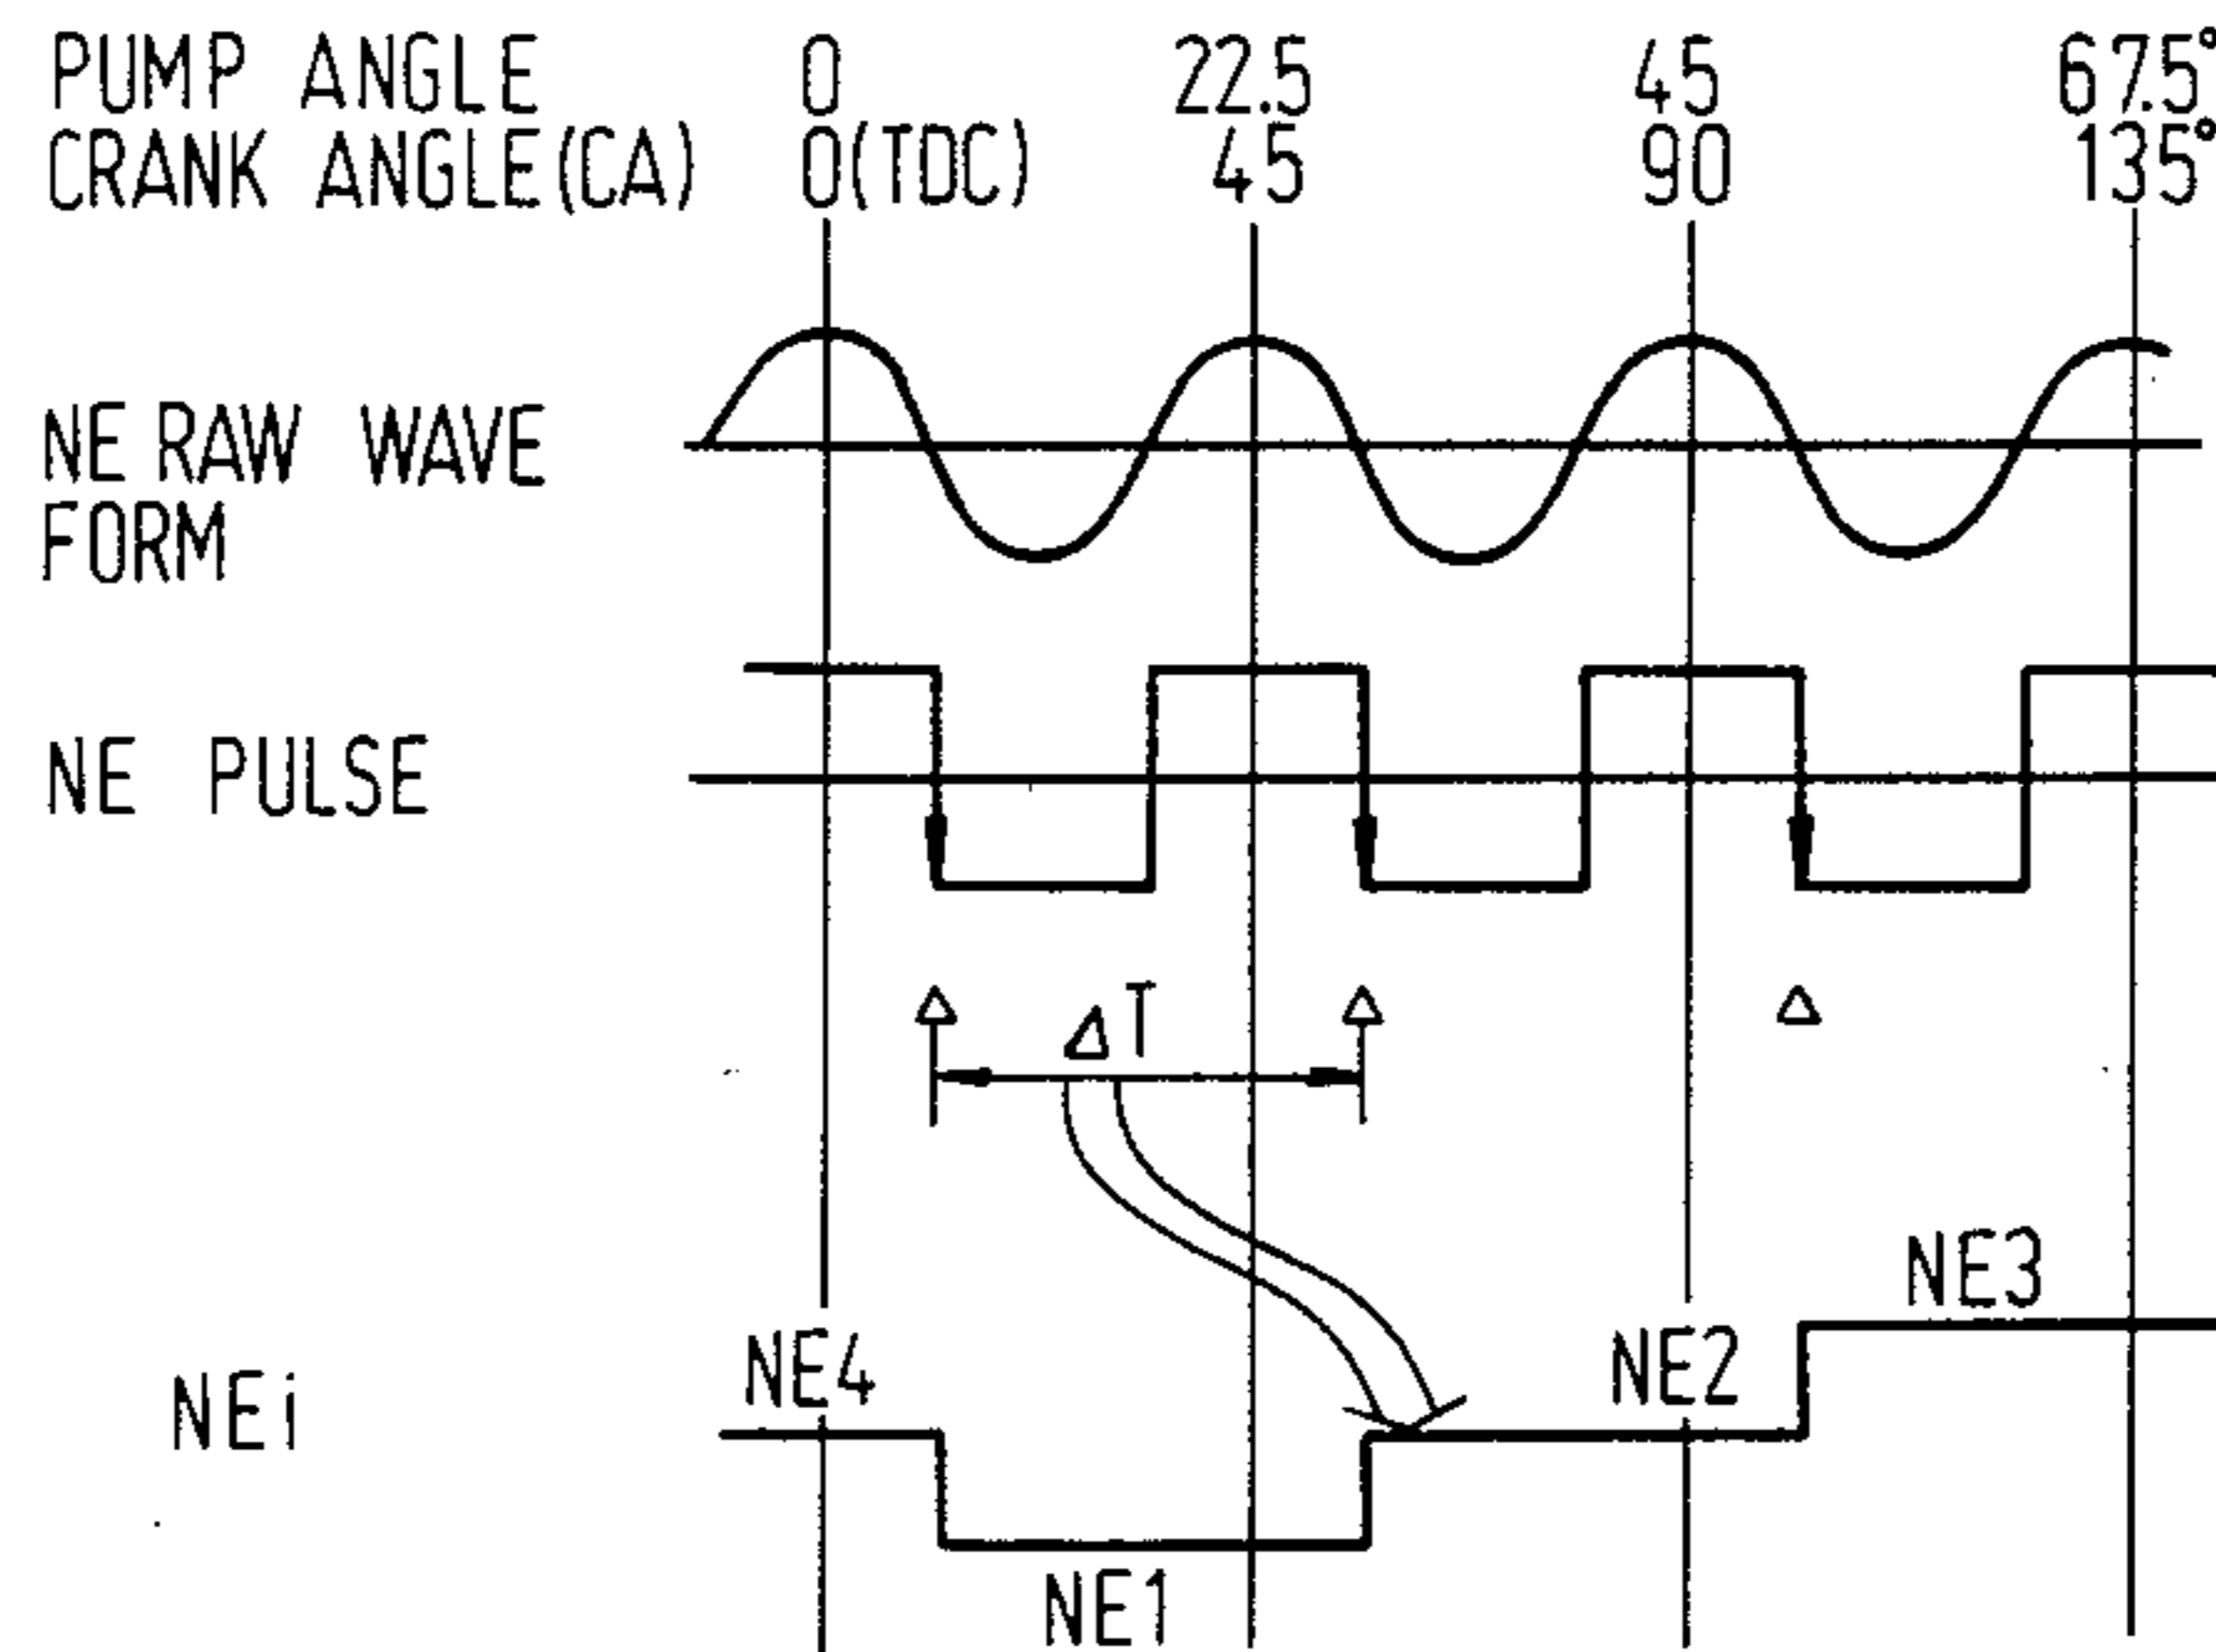 PUMP ANGLE 0 22.5 45 67.5°
CRANK ANGLE(CA) 0(TDC) 45 90 135°
NE RAW WAVE
FORM
NE PULSE
ΔT
NE3
NE4 NE2
NEi
NE1